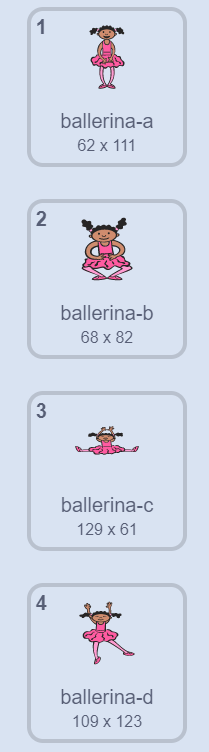 1
ballerina-a
62 x 111
2
ballerina-b
68 x 82
3
ballerina-c
129 x 61
4
ballerina-d
109 x 123